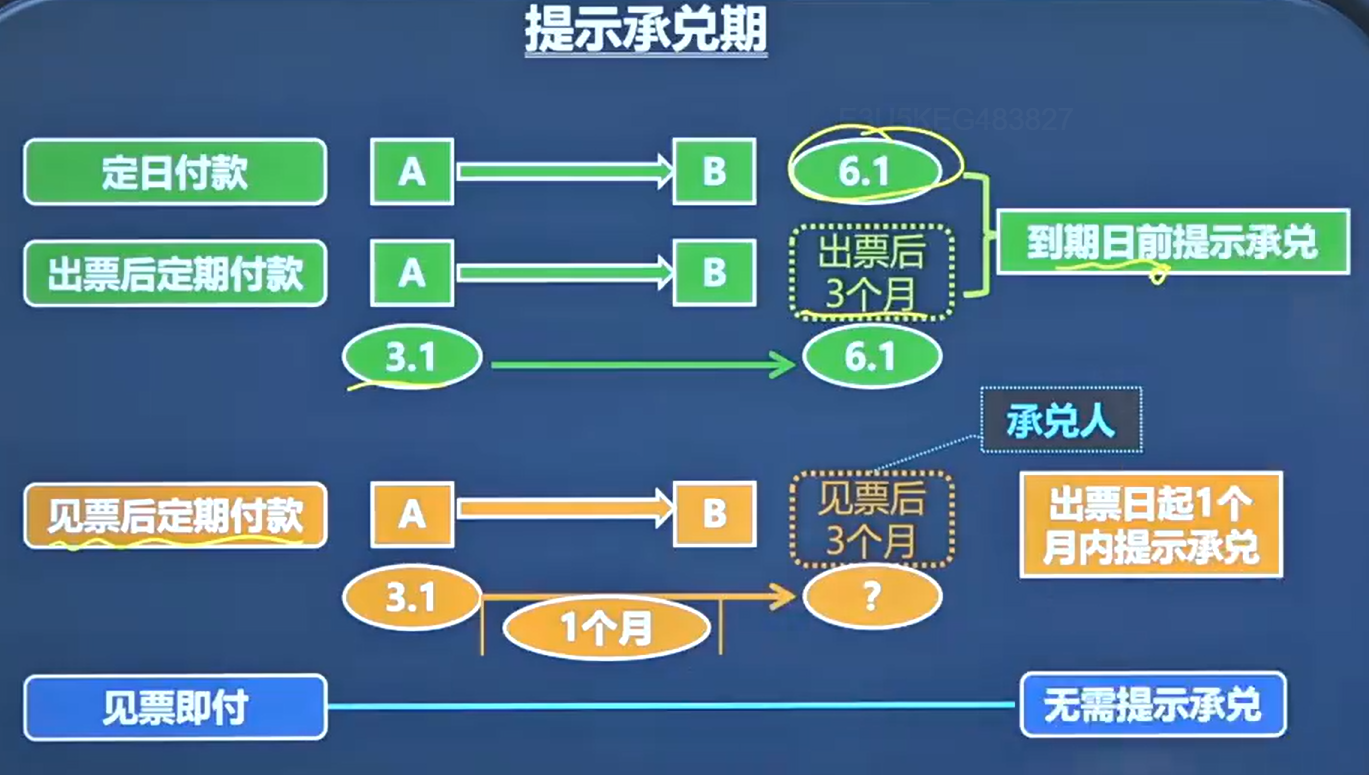 提示承兑期
定日付款
A
B
6.1
出票后定期付款
A
B
出票后
3个月
到期日前提示承兑
3.1
6.1
承兑人
见票后定期付款
A
B
见票后
3个月
出票日起1个
月内提示承兑
3.1
1个月
?
见票即付
无需提示承兑